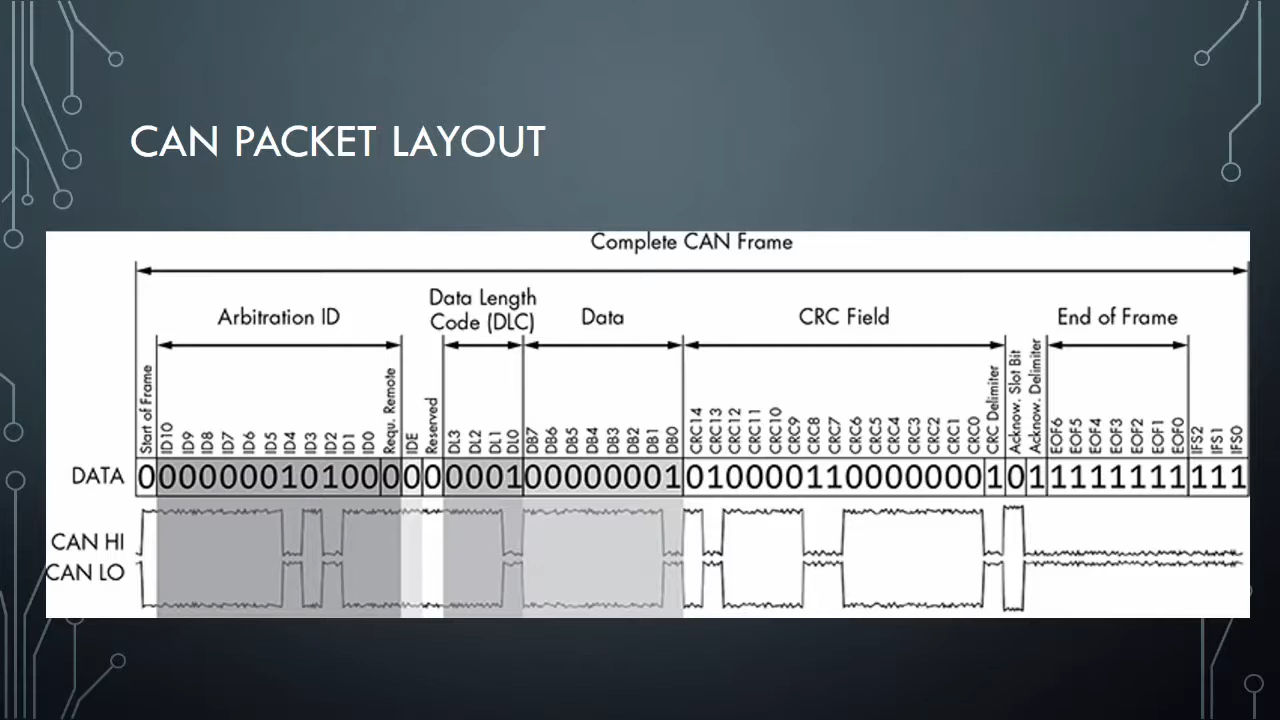 CAN PACKET LAYOUT
Complete CAN Frame
Arbitration ID
Data Length
Code (DLC)
Data
CRC Field
End of Frame
Start of Frame
ID10
ID9
ID8
ID7
ID6
ID5
ID4
ID3
ID2
ID1
ID0
Requ. Remote
IDE
Reserved
DL3
DL2
DL1
DL0
DB7
DB6
DB5
DB4
DB3
DB2
DB1
DB0
CRC14
CRC13
CRC12
CRC11
CRC10
CRC9
CRC8
CRC7
CRC6
CRC5
CRC4
CRC3
CRC2
CRC1
CRC0
CRC Delimiter
Acknow. Slot Bit
Acknow. Delimiter
EOF6
EOF5
EOF4
EOF3
EOF2
EOF1
EOF0
IFS2
IFS1
IFS0
DATA 0 00000010100 0 0 0 0001 00000001 010000110000000 1 0 1 1111111 111
CAN HI
CAN LO